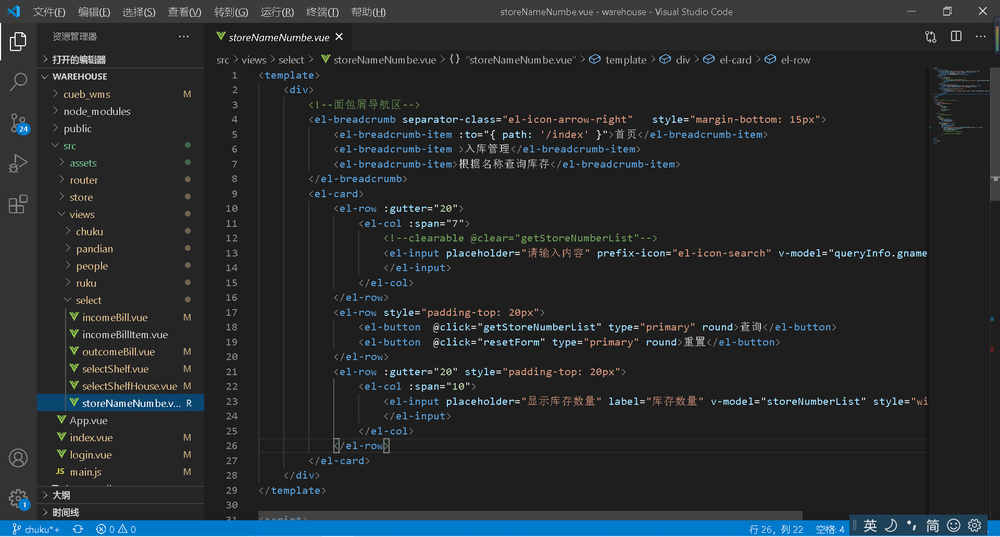 文件(F) 编辑(E) 选择(S) 查看(V) 转到(G) 运行(R) 终端(T) 帮助(H) storeNameNumbe.vue - warehouse - Visual Studio Code
资源管理器 ···
打开的编辑器
WAREHOUSE
cueb_wms M
node_modules
public
src
assets
router
store
views
chuku
pandian
people
ruku
select
incomeBill.vue M
incomeBillItem.vue
outcomeBill.vue M
selectShelf.vue M
selectShelfHouse.vue M
storeNameNumbe.v... R
App.vue
index.vue M
login.vue M
JS main.js M
大纲
时间线
24
1
storeNameNumbe.vue
src > views > select > storeNameNumbe.vue > {} "storeNameNumbe.vue" > template > div > el-card > el-row
1 <template>
2 <div>
3 <!--面包屑导航区-->
4 <el-breadcrumb separator-class="el-icon-arrow-right" style="margin-bottom: 15px">
5 <el-breadcrumb-item :to="{ path: '/index' }">首页</el-breadcrumb-item>
6 <el-breadcrumb-item >入库管理</el-breadcrumb-item>
7 <el-breadcrumb-item>根据名称查询库存</el-breadcrumb-item>
8 </el-breadcrumb>
9 <el-card>
10 <el-row :gutter="20">
11 <el-col :span="7">
12 <!--clearable @clear="getStoreNumberList"-->
13 <el-input placeholder="请输入内容" prefix-icon="el-icon-search" v-model="queryInfo.gname
14 </el-input>
15 </el-col>
16 </el-row>
17 <el-row style="padding-top: 20px">
18 <el-button @click="getStoreNumberList" type="primary" round>查询</el-button>
19 <el-button @click="resetForm" type="primary" round>重置</el-button>
20 </el-row>
21 <el-row :gutter="20" style="padding-top: 20px">
22 <el-col :span="10">
23 <el-input placeholder="显示库存数量" label="库存数量" v-model="storeNumberList" style="wi
24 </el-input>
25 </el-col>
26 </el-row>
27 </el-card>
28 </div>
29 </template>
30
31 <script>
chuku*+ 0 0 行 26, 列 22 空格: 4 英 简